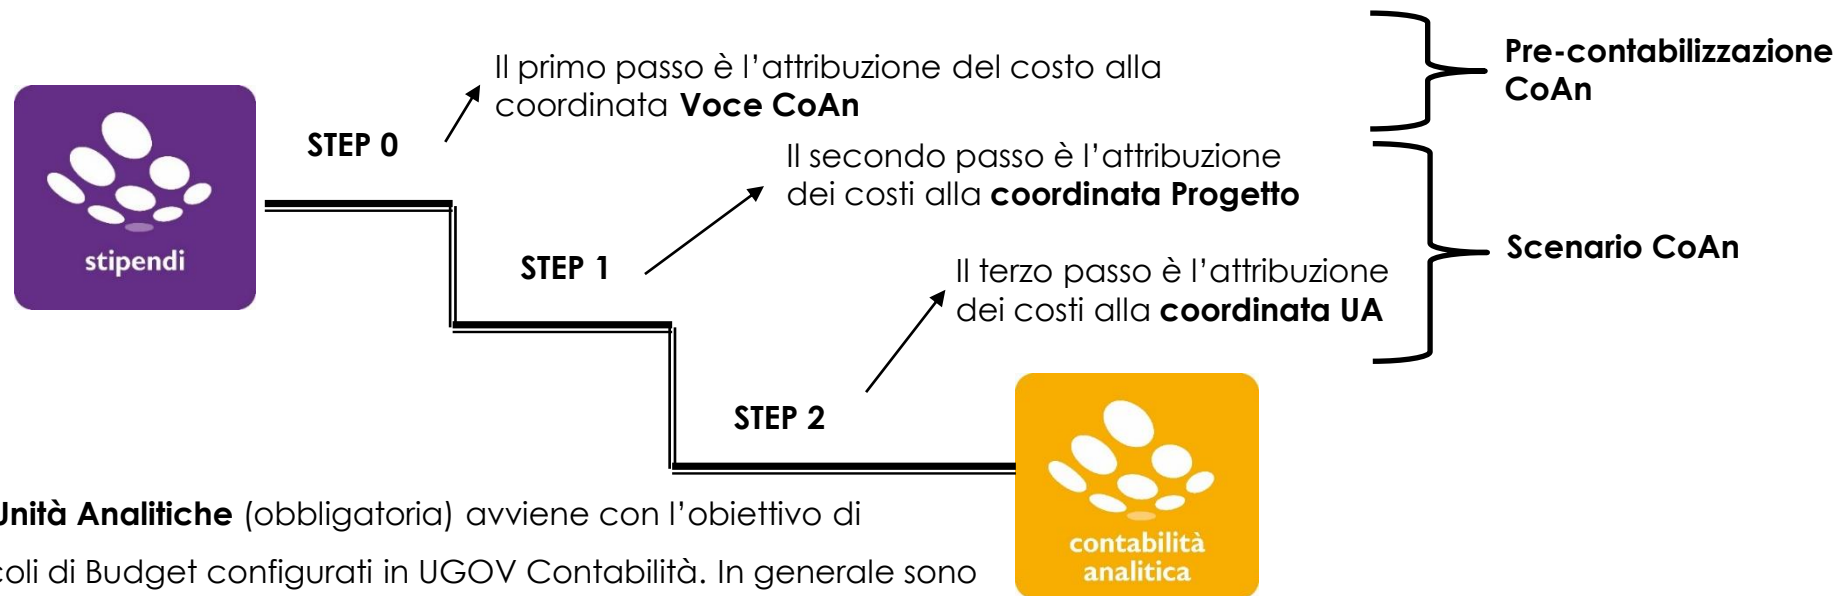 Il primo passo è l’attribuzione del costo alla
coordinata Voce CoAn
Pre-contabilizzazione
CoAn
STEP 0
Il secondo passo è l’attribuzione
dei costi alla coordinata Progetto
stipendi
STEP 1
Scenario CoAn
Il terzo passo è l’attribuzione
dei costi alla coordinata UA
STEP 2
Unità Analitiche (obbligatoria) avviene con l’obiettivo di
coli di Budget configurati in UGOV Contabilità. In generale sono
contabilità
analitica